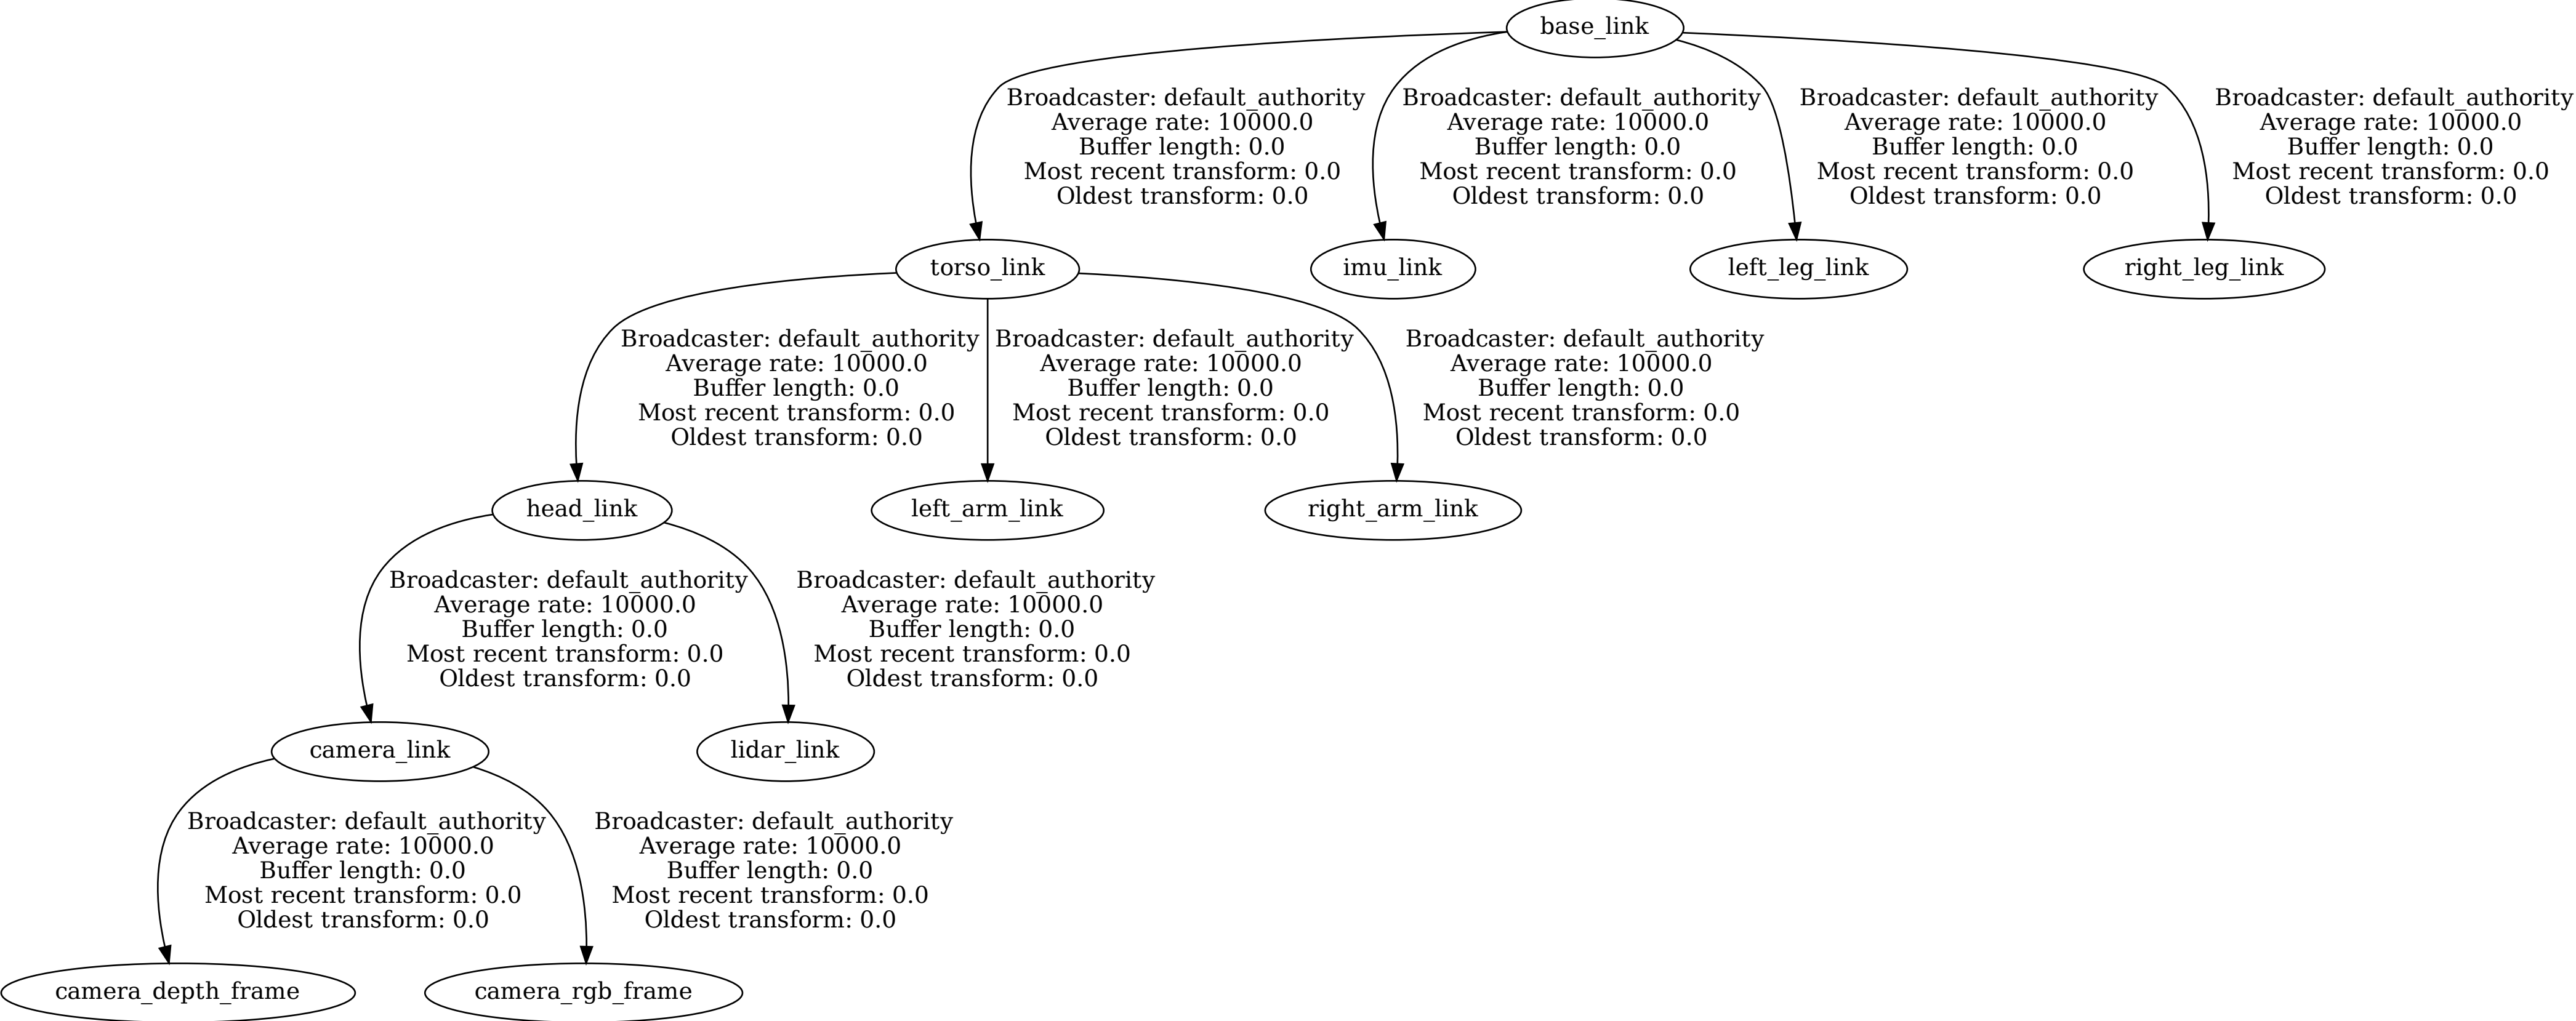 base_link
Broadcaster: default_authority
Average rate: 10000.0
Buffer length: 0.0
Most recent transform: 0.0
Oldest transform: 0.0
Broadcaster: default_authority
Average rate: 10000.0
Buffer length: 0.0
Most recent transform: 0.0
Oldest transform: 0.0
Broadcaster: default_authority
Average rate: 10000.0
Buffer length: 0.0
Most recent transform: 0.0
Oldest transform: 0.0
Broadcaster: default_authority
Average rate: 10000.0
Buffer length: 0.0
Most recent transform: 0.0
Oldest transform: 0.0
torso_link
imu_link
left_leg_link
right_leg_link
Broadcaster: default_authority
Average rate: 10000.0
Buffer length: 0.0
Most recent transform: 0.0
Oldest transform: 0.0
Broadcaster: default_authority
Average rate: 10000.0
Buffer length: 0.0
Most recent transform: 0.0
Oldest transform: 0.0
Broadcaster: default_authority
Average rate: 10000.0
Buffer length: 0.0
Most recent transform: 0.0
Oldest transform: 0.0
head_link
left_arm_link
right_arm_link
Broadcaster: default_authority
Average rate: 10000.0
Buffer length: 0.0
Most recent transform: 0.0
Oldest transform: 0.0
Broadcaster: default_authority
Average rate: 10000.0
Buffer length: 0.0
Most recent transform: 0.0
Oldest transform: 0.0
camera_link
lidar_link
Broadcaster: default_authority
Average rate: 10000.0
Buffer length: 0.0
Most recent transform: 0.0
Oldest transform: 0.0
Broadcaster: default_authority
Average rate: 10000.0
Buffer length: 0.0
Most recent transform: 0.0
Oldest transform: 0.0
camera_depth_frame
camera_rgb_frame